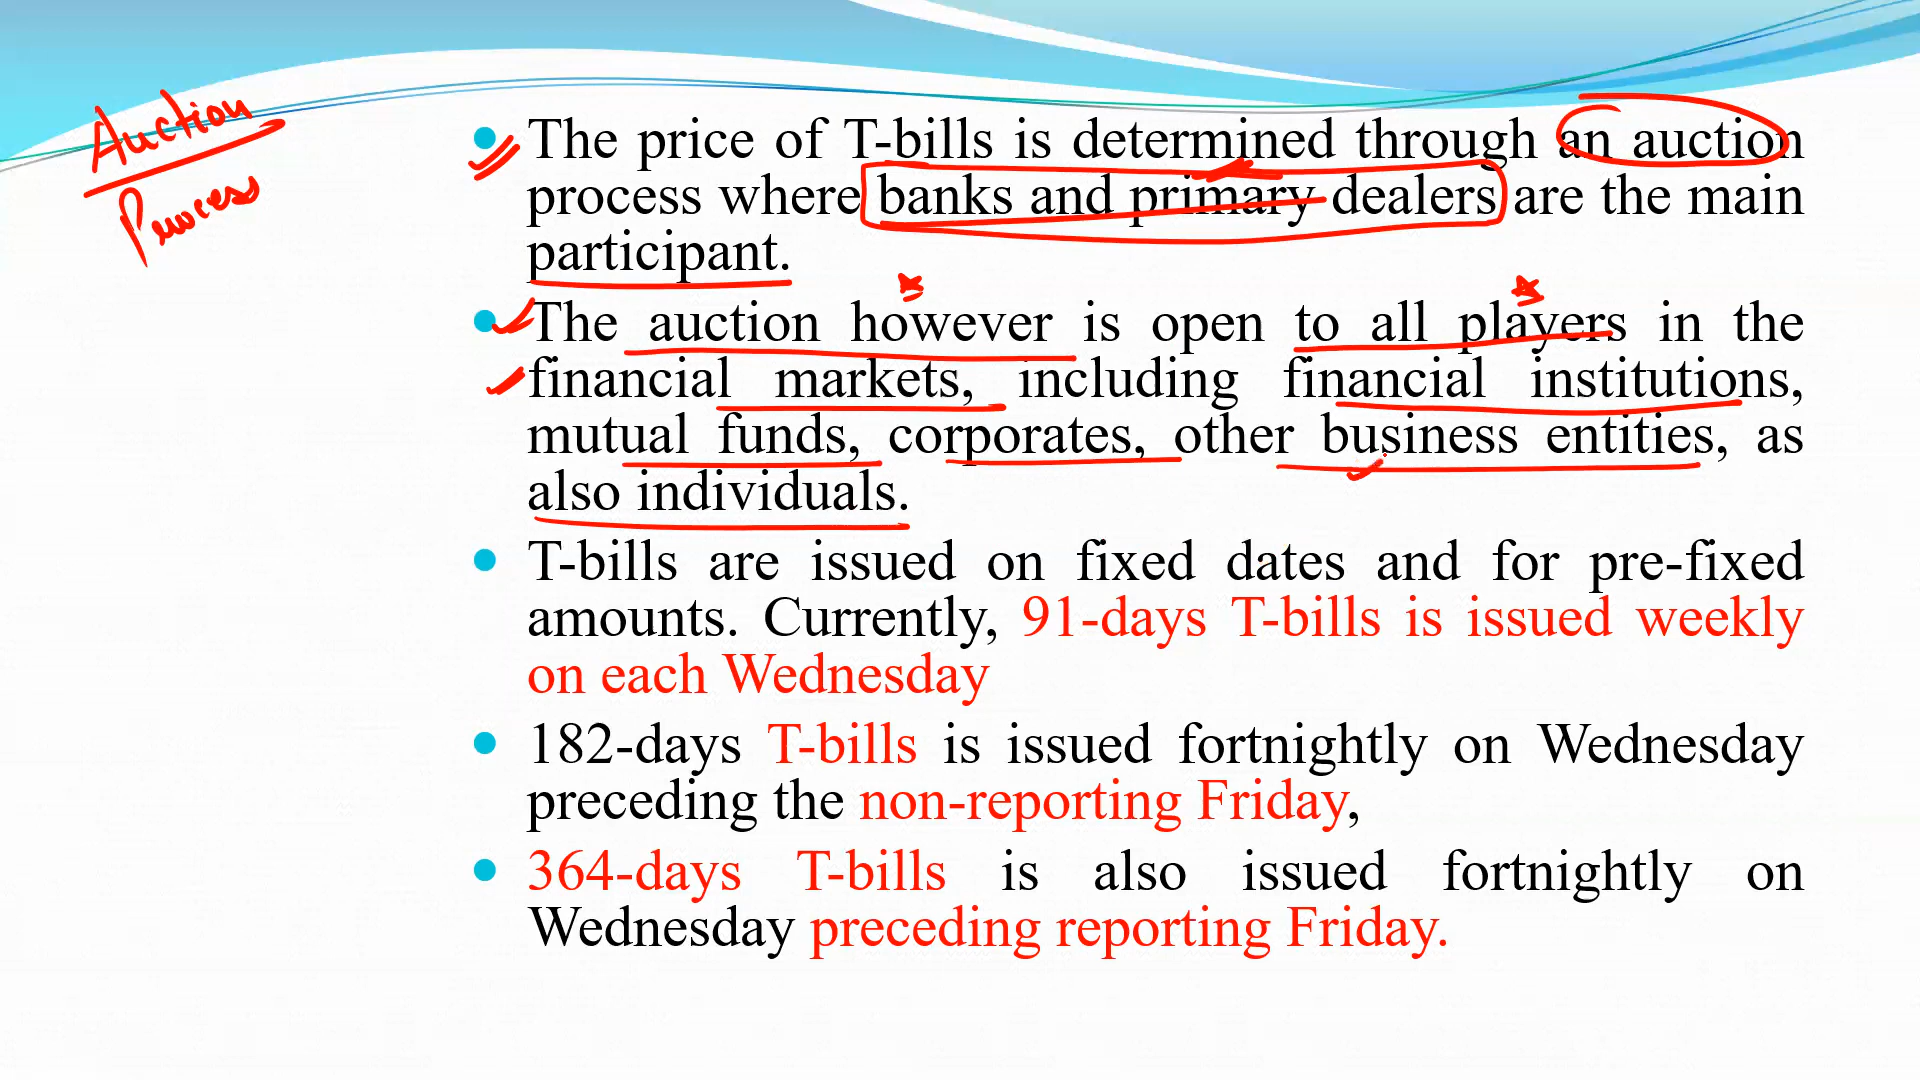 Auction
Process
The price of T-bills is determined through an auction
process where banks and primary dealers are the main
participant.
The auction however is open to all players in the
financial markets, including financial institutions,
mutual funds, corporates, other business entities, as
also individuals.
T-bills are issued on fixed dates and for pre-fixed
amounts. Currently, 91-days T-bills is issued weekly
on each Wednesday
182-days T-bills is issued fortnightly on Wednesday
preceding the non-reporting Friday,
364-days T-bills is also issued fortnightly on
Wednesday preceding reporting Friday.